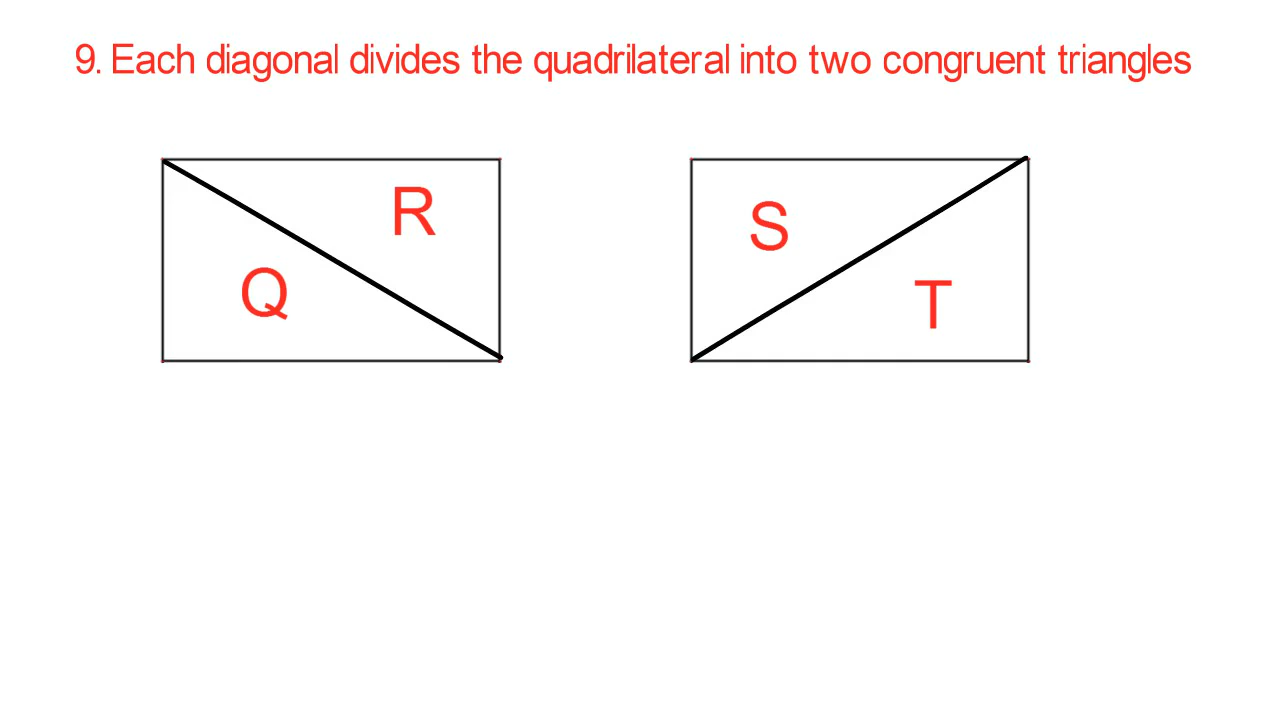 9. Each diagonal divides the quadrilateral into two congruent triangles
R
Q
S
T